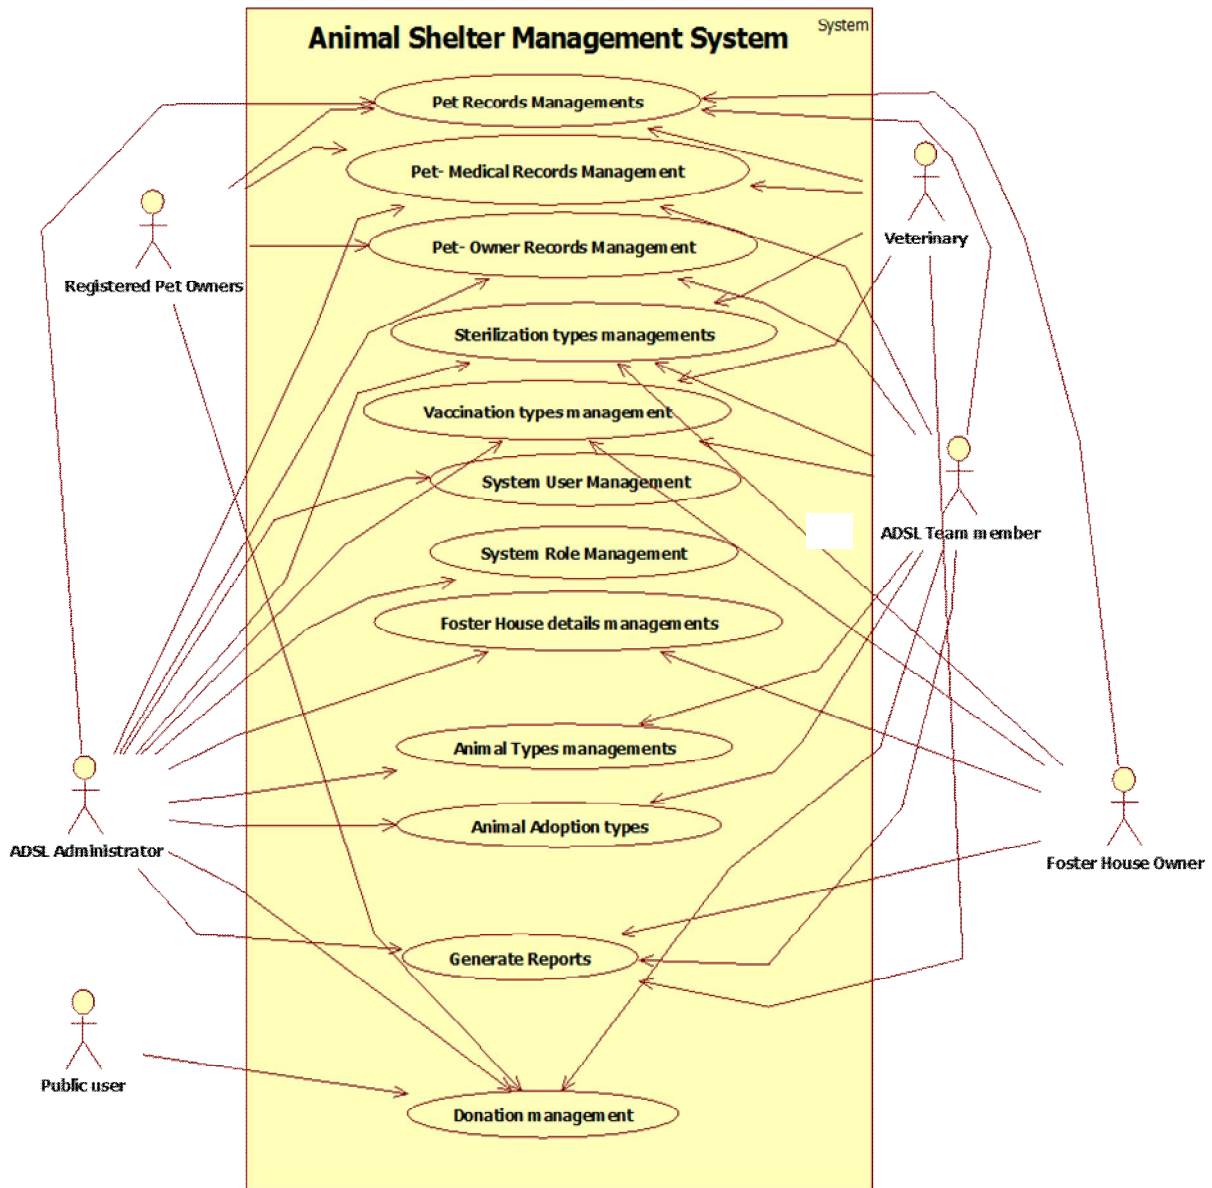 System
Animal Shelter Management System
Pet Records Managements
Pet- Medical Records Management
Pet- Owner Records Management
Veterinary
Registered Pet Owners
Sterilization types managements
Vaccination types management
System User Management
ADSL Team member
System Role Management
Foster House details managements
Animal Types managements
Animal Adoption types
ADSL Administrator
Foster House Owner
Generate Reports
Public user
Donation management